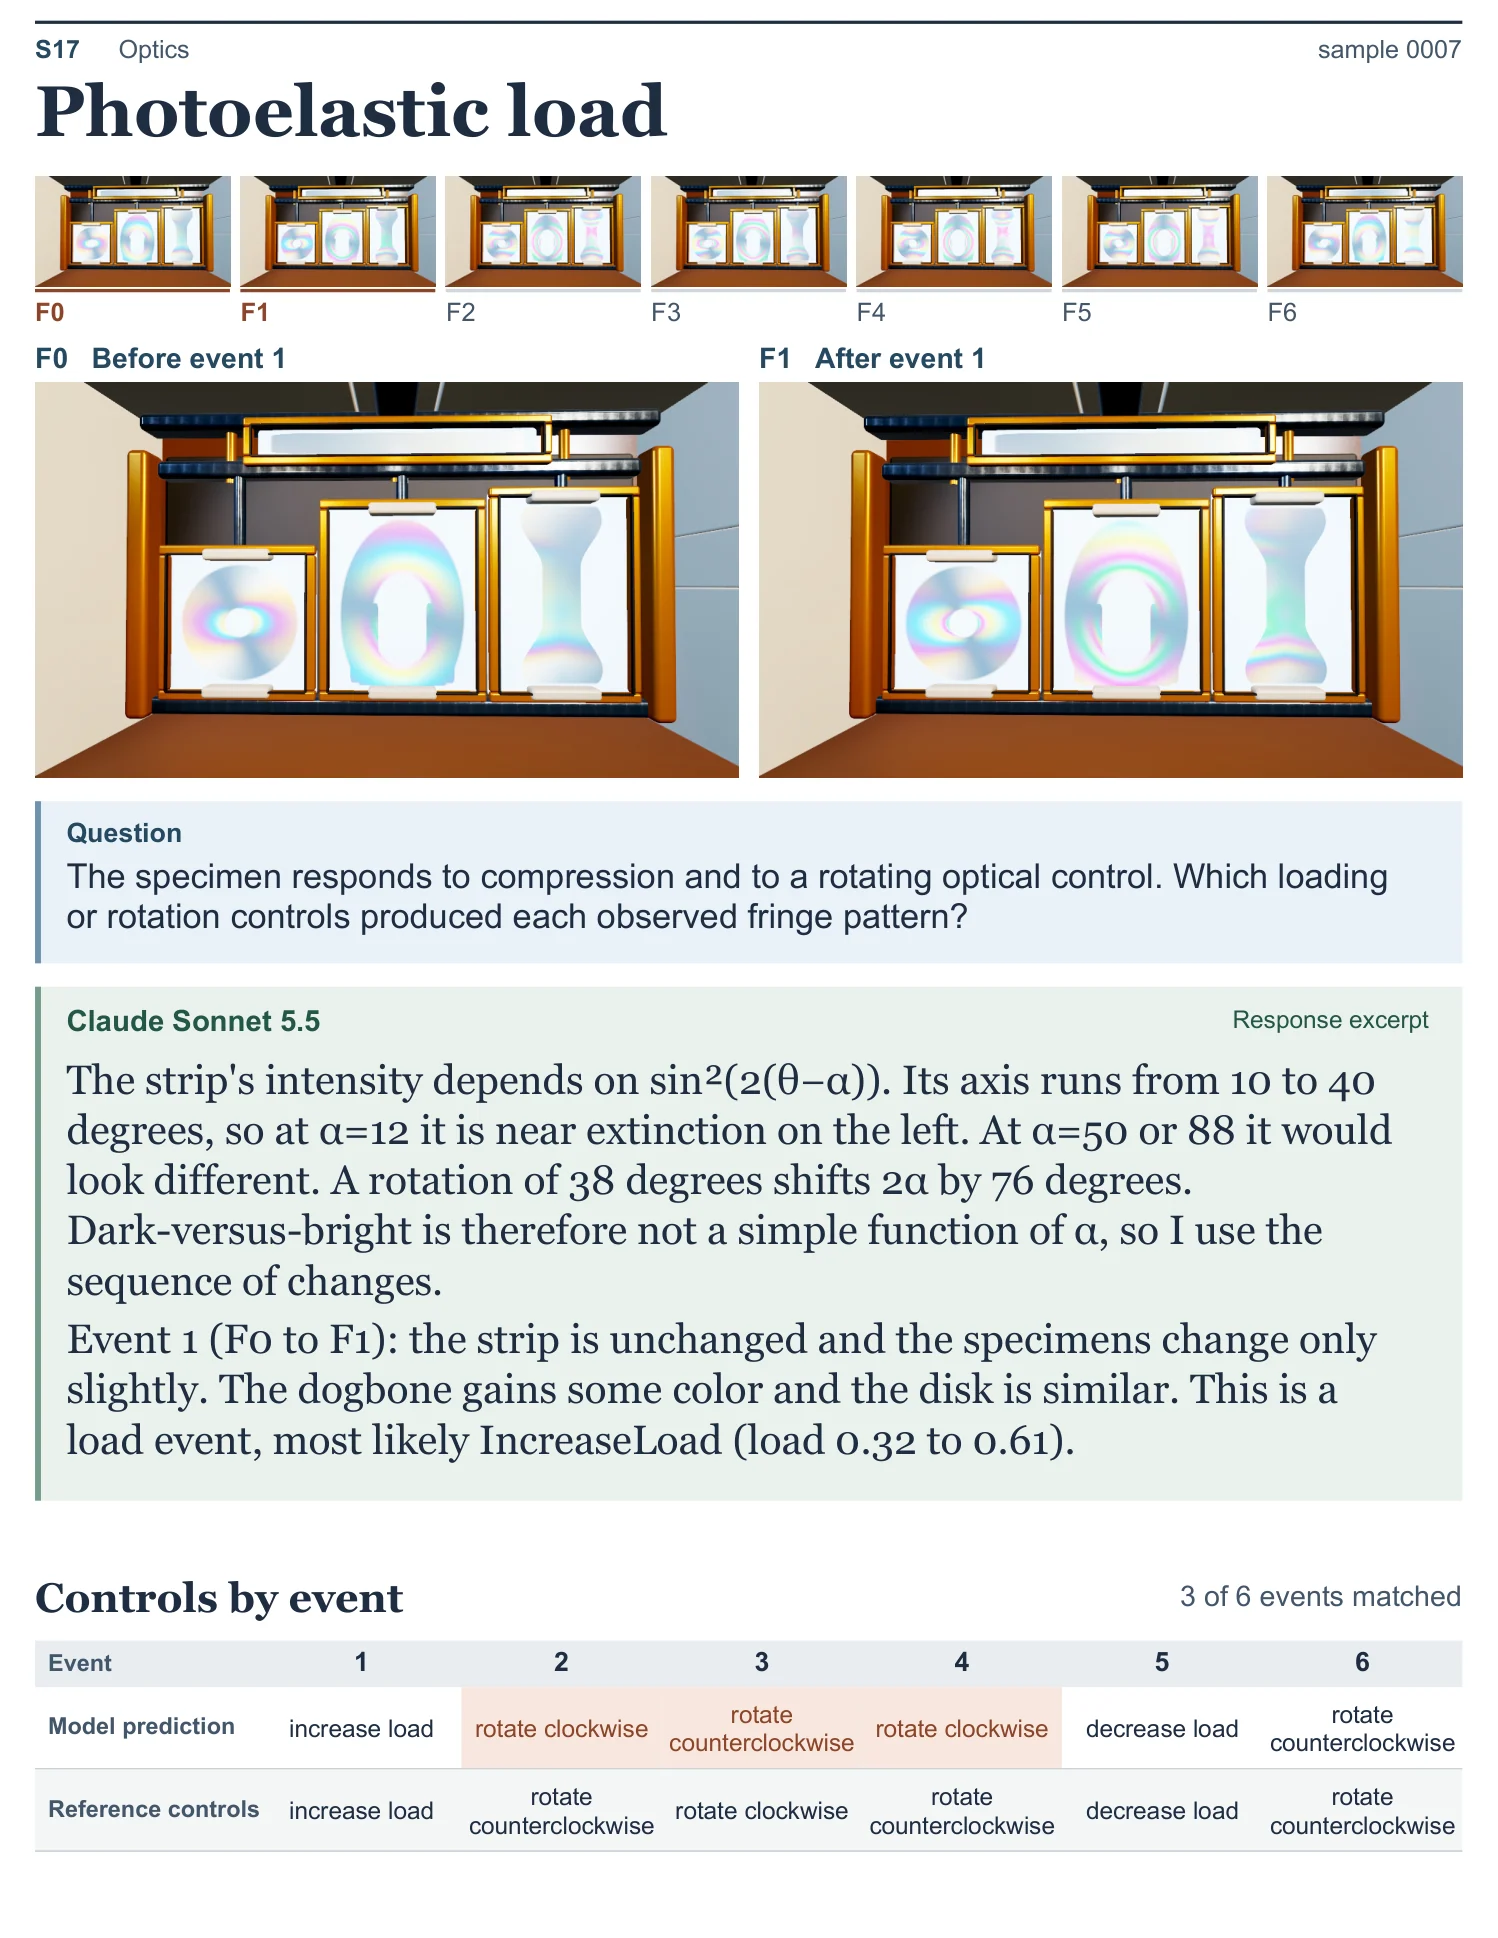 S17 Optics sample 0007
Photoelastic load
F0 F1 F2 F3 F4 F5 F6
F0 Before event 1
F1 After event 1
Question
The specimen responds to compression and to a rotating optical control. Which loading
or rotation controls produced each observed fringe pattern?
Claude Sonnet 5.5 Response excerpt
The strip's intensity depends on sin²(2(θ−α)). Its axis runs from 10 to 40
degrees, so at α=12 it is near extinction on the left. At α=50 or 88 it would
look different. A rotation of 38 degrees shifts 2α by 76 degrees.
Dark-versus-bright is therefore not a simple function of α, so I use the
sequence of changes.
Event 1 (F0 to F1): the strip is unchanged and the specimens change only
slightly. The dogbone gains some color and the disk is similar. This is a
load event, most likely IncreaseLoad (load 0.32 to 0.61).
Controls by event 3 of 6 events matched
Event 1 2 3 4 5 6
Model prediction increase load rotate clockwise rotate counterclockwise rotate clockwise decrease load rotate counterclockwise
Reference controls increase load rotate counterclockwise rotate clockwise rotate counterclockwise decrease load rotate counterclockwise